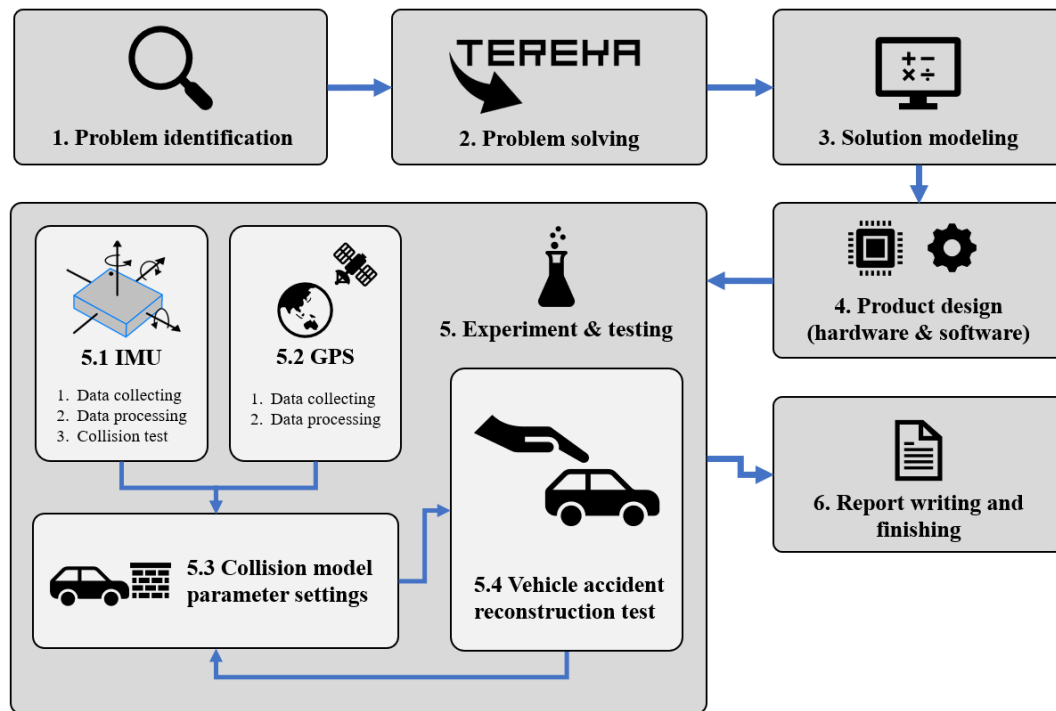 TEREKA
1. Problem identification
2. Problem solving
+ −
× ÷
3. Solution modeling
5.1 IMU
1. Data collecting
2. Data processing
3. Collision test
5.2 GPS
1. Data collecting
2. Data processing
5. Experiment & testing
4. Product design
(hardware & software)
5.3 Collision model
parameter settings
5.4 Vehicle accident
reconstruction test
6. Report writing and
finishing